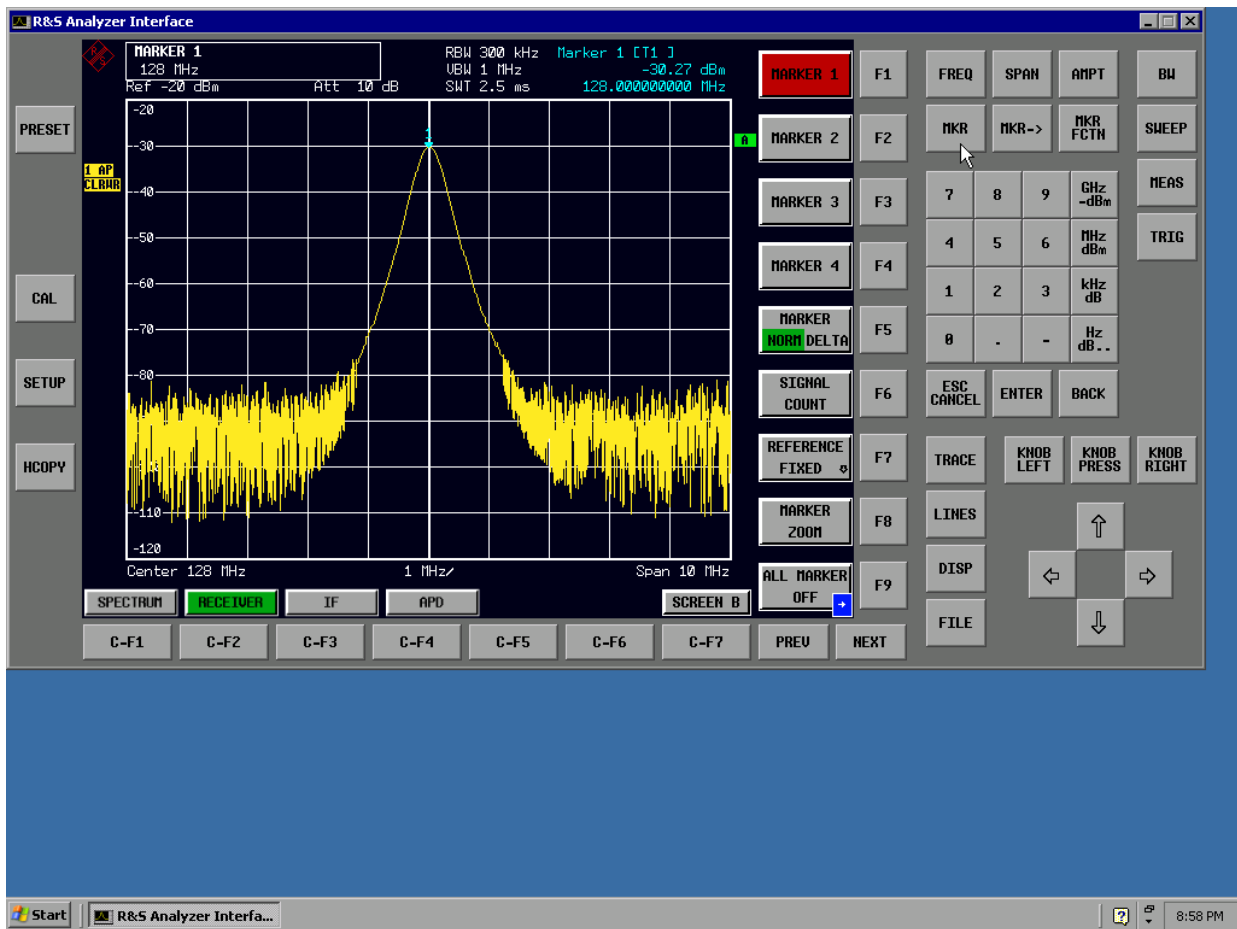 R&S Analyzer Interface
MARKER 1
128 MHz
RBW 300 kHz
Marker 1 [T1 ]
VBW 1 MHz
-30.27 dBm
Ref -20 dBm
Att 10 dB
SWT 2.5 ms
128.000000000 MHz
-20
1
-30
A
1 AP
CLRWR
-40
-50
-60
-70
-80
-110
-120
Center 128 MHz
1 MHz/
Span 10 MHz
SPECTRUM
RECEIVER
IF
APD
SCREEN B
PRESET
CAL
SETUP
HCOPY
MARKER 1
F1
MARKER 2
F2
MARKER 3
F3
MARKER 4
F4
MARKER
NORM DELTA
F5
SIGNAL
COUNT
F6
REFERENCE
FIXED
F7
MARKER
ZOOM
F8
ALL MARKER
OFF
F9
C-F1
C-F2
C-F3
C-F4
C-F5
C-F6
C-F7
PREV
NEXT
FREQ
SPAN
AMPT
BW
MKR
MKR->
MKR
FCTN
SWEEP
7
8
9
GHz
-dBm
MEAS
4
5
6
MHz
dBm
TRIG
1
2
3
kHz
dB
0
.
-
Hz
dB..
ESC
CANCEL
ENTER
BACK
TRACE
KNOB
LEFT
KNOB
PRESS
KNOB
RIGHT
LINES
DISP
FILE
Start
R&S Analyzer Interfa...
8:58 PM